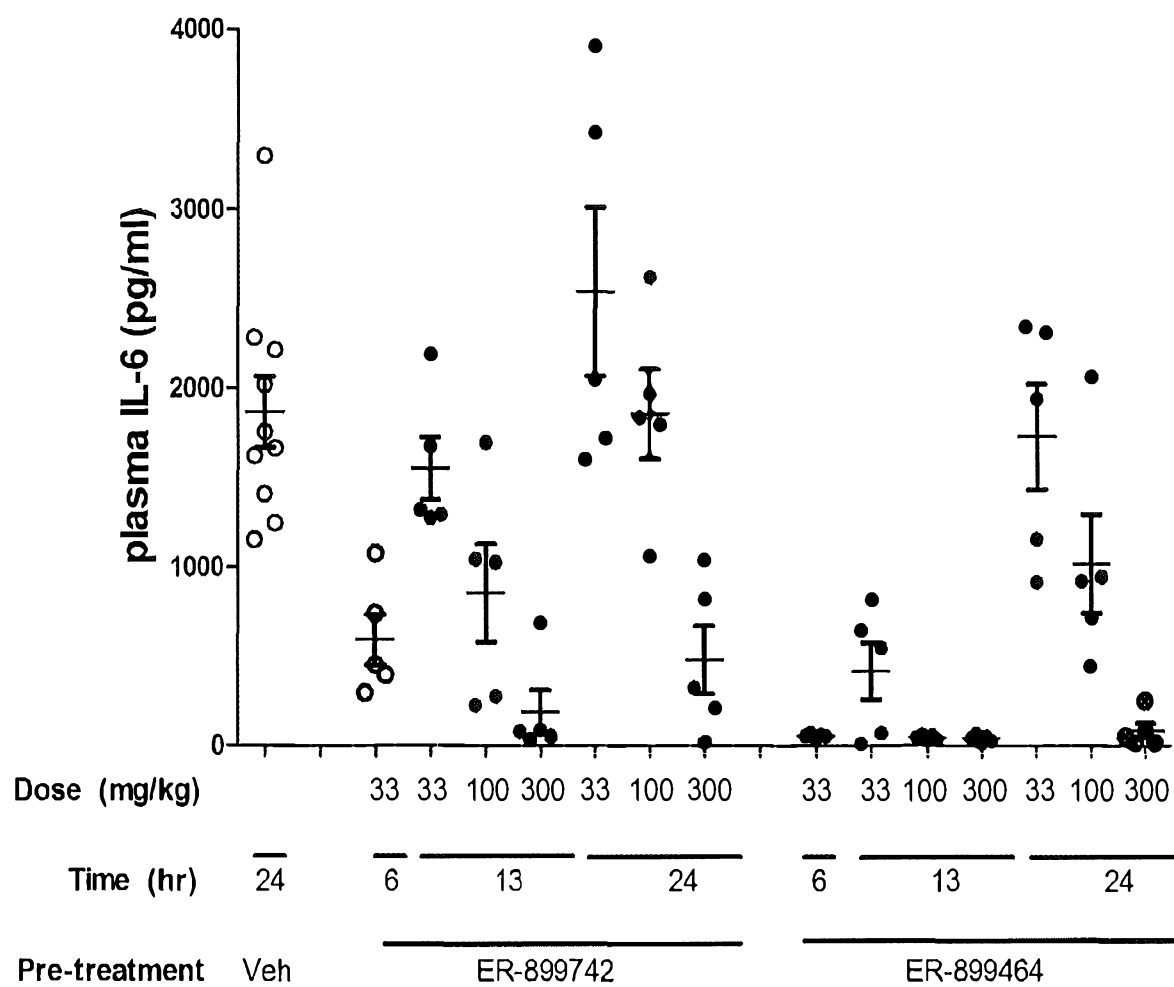 4000
3000
2000
1000
0
plasma IL-6 (pg/ml)
Dose (mg/kg) 33 33 100 300 33 100 300 33 33 100 300 33 100 300
Time (hr) 24 6 13 24 6 13 24
Pre-treatment Veh ER-899742 ER-899464